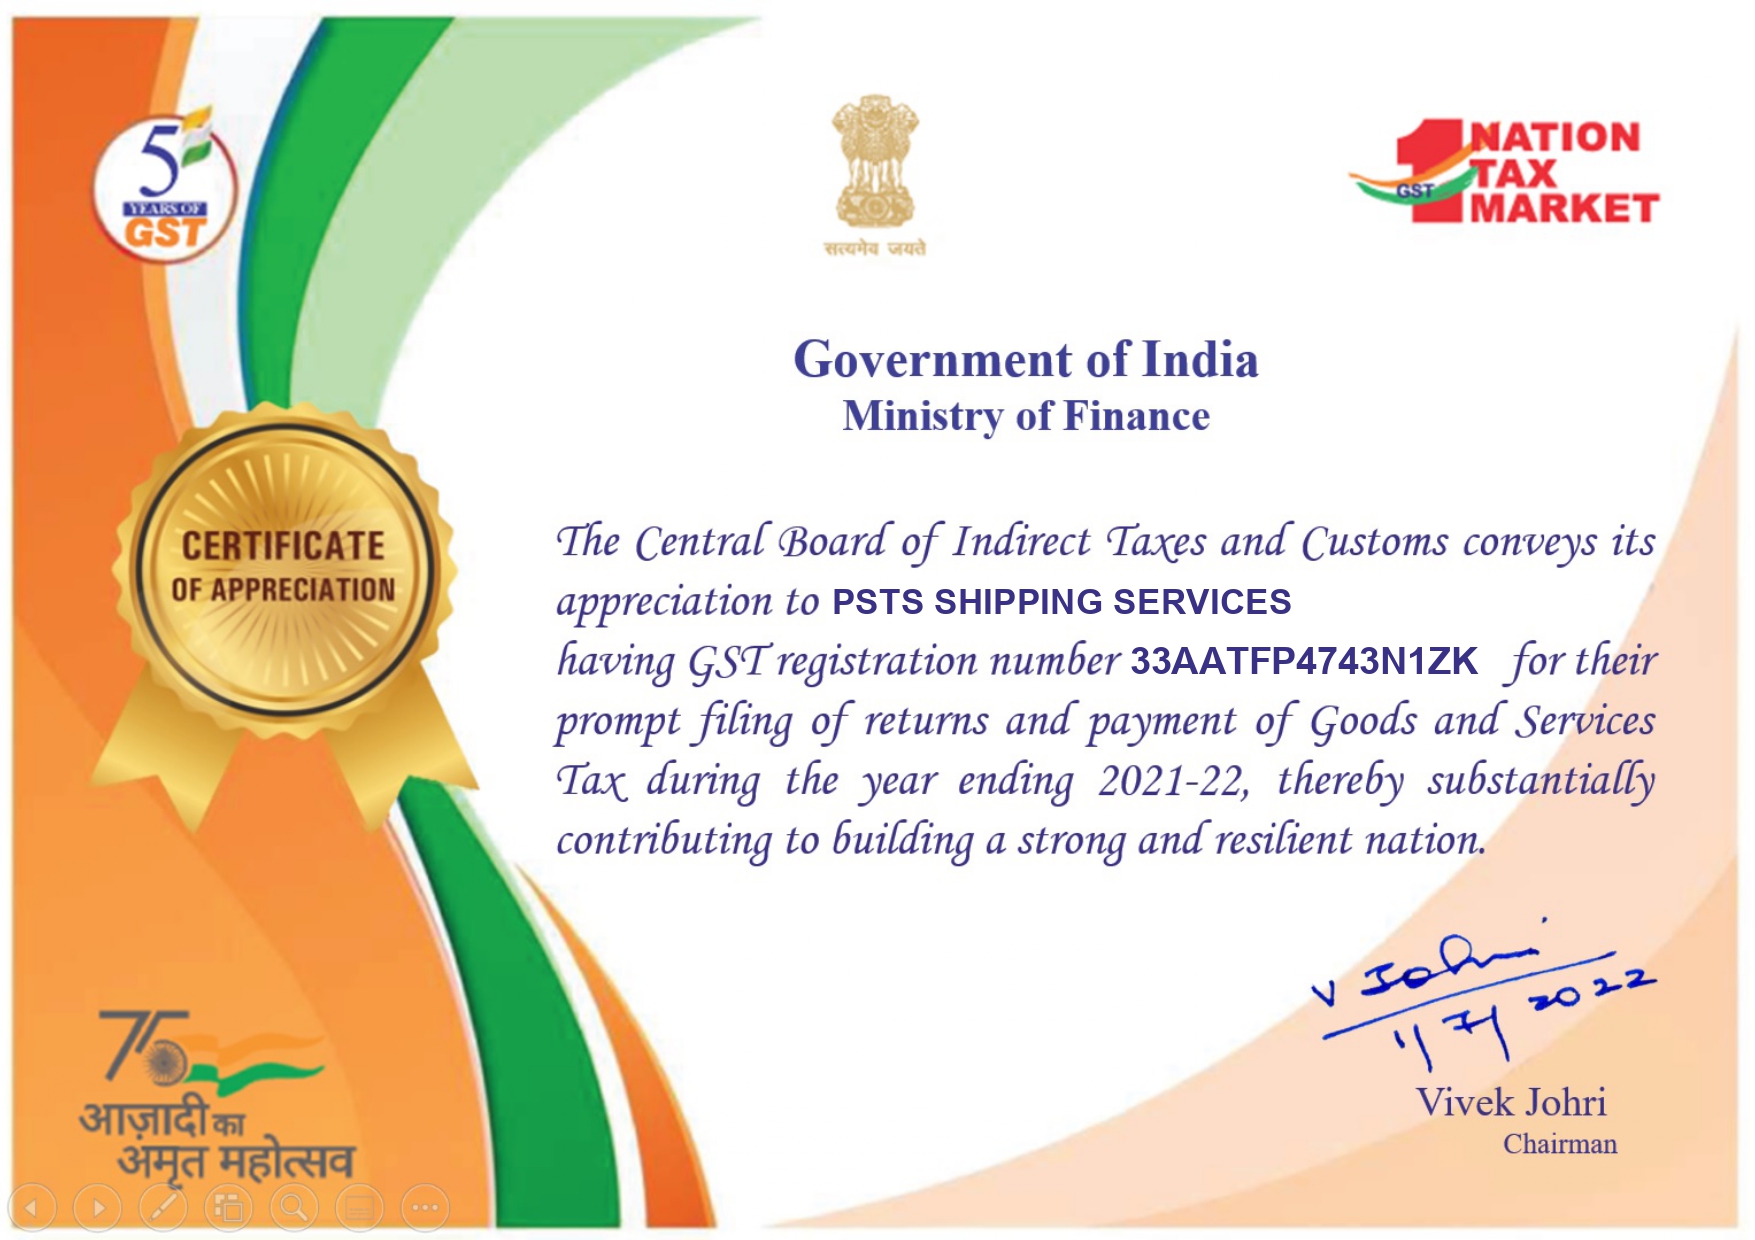 5
YEARS OF
GST
सत्यमेव जयते
1 NATION
TAX
GST
MARKET
Government of India
Ministry of Finance
CERTIFICATE
OF APPRECIATION
The Central Board of Indirect Taxes and Customs conveys its
appreciation to PSTS SHIPPING SERVICES
having GST registration number 33AATFP4743N1ZK for their
prompt filing of returns and payment of Goods and Services
Tax during the year ending 2021-22, thereby substantially
contributing to building a strong and resilient nation.
V Johri
1/7/2022
Vivek Johri
Chairman
75
आज़ादी का
अमृत महोत्सव